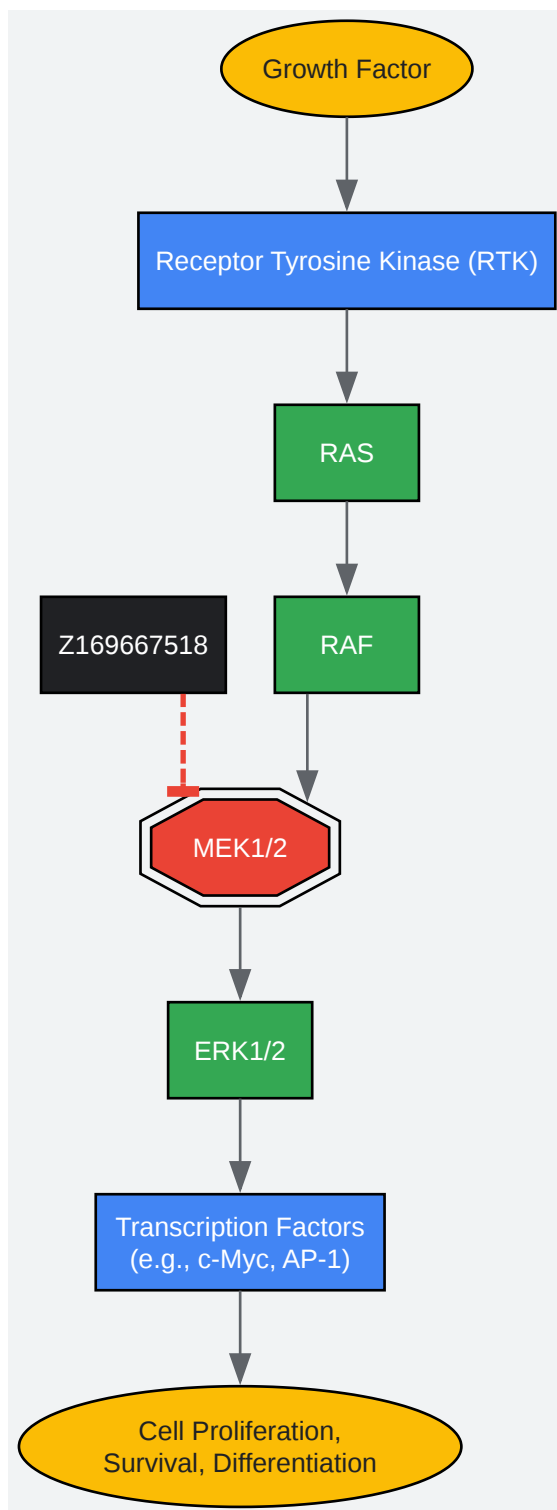 Growth Factor
Receptor Tyrosine Kinase (RTK)
RAS
Z169667518
RAF
MEK1/2
ERK1/2
Transcription Factors
(e.g., c-Myc, AP-1)
Cell Proliferation,
Survival, Differentiation